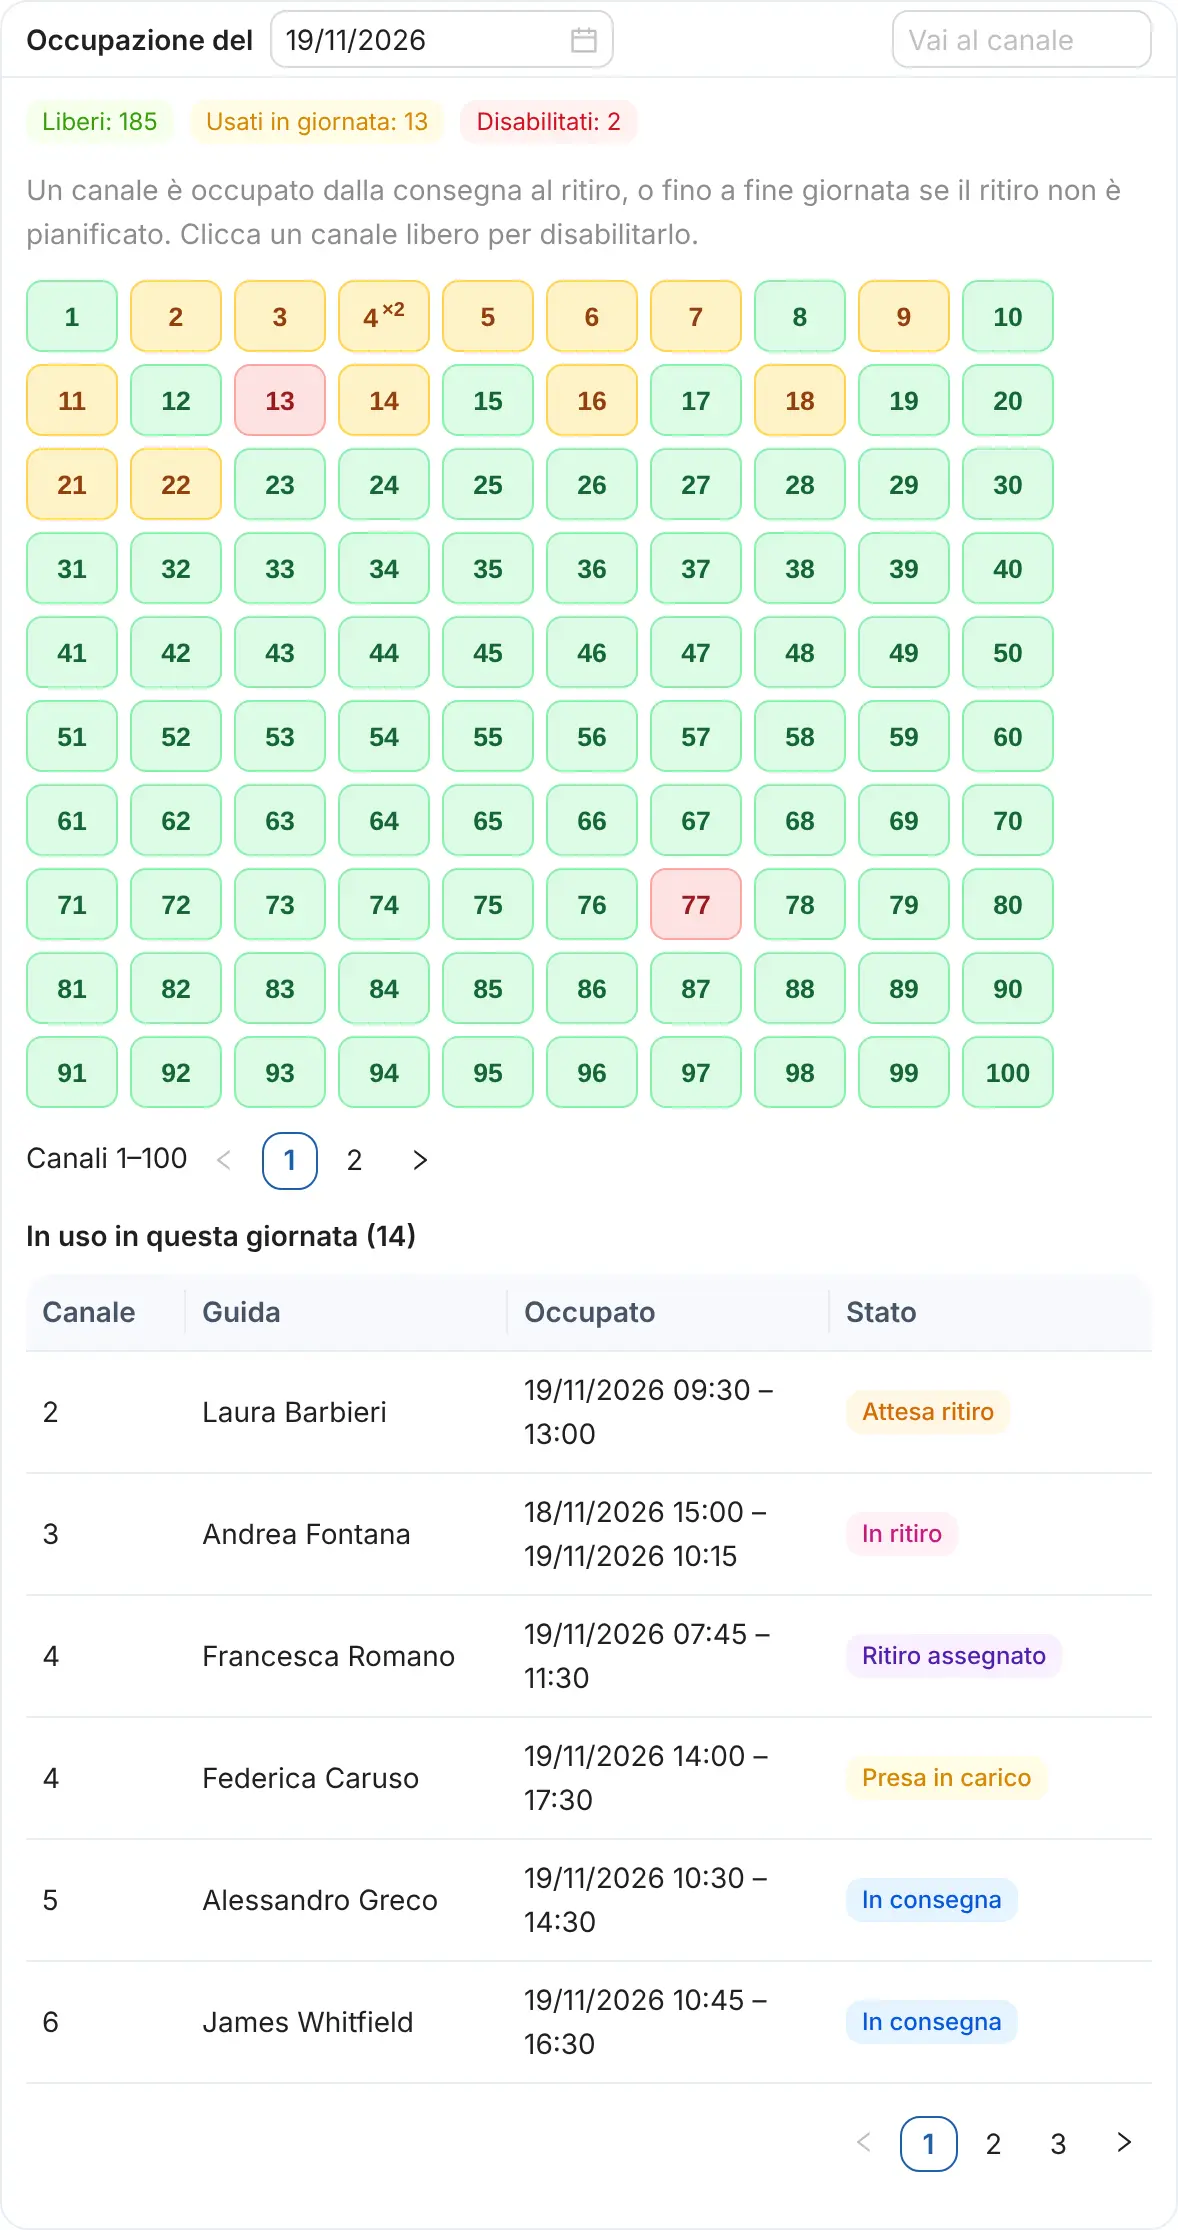 Occupazione del 19/11/2026 Vai al canale
Liberi: 185 Usati in giornata: 13 Disabilitati: 2
Un canale è occupato dalla consegna al ritiro, o fino a fine giornata se il ritiro non è
pianificato. Clicca un canale libero per disabilitarlo.
1 2 3 4 ×2 5 6 7 8 9 10
11 12 13 14 15 16 17 18 19 20
21 22 23 24 25 26 27 28 29 30
31 32 33 34 35 36 37 38 39 40
41 42 43 44 45 46 47 48 49 50
51 52 53 54 55 56 57 58 59 60
61 62 63 64 65 66 67 68 69 70
71 72 73 74 75 76 77 78 79 80
81 82 83 84 85 86 87 88 89 90
91 92 93 94 95 96 97 98 99 100
Canali 1–100 < 1 2 >
In uso in questa giornata (14)
Canale Guida Occupato Stato
2 Laura Barbieri 19/11/2026 09:30 – 13:00 Attesa ritiro
3 Andrea Fontana 18/11/2026 15:00 – 19/11/2026 10:15 In ritiro
4 Francesca Romano 19/11/2026 07:45 – 11:30 Ritiro assegnato
4 Federica Caruso 19/11/2026 14:00 – 17:30 Presa in carico
5 Alessandro Greco 19/11/2026 10:30 – 14:30 In consegna
6 James Whitfield 19/11/2026 10:45 – 16:30 In consegna
< 1 2 3 >